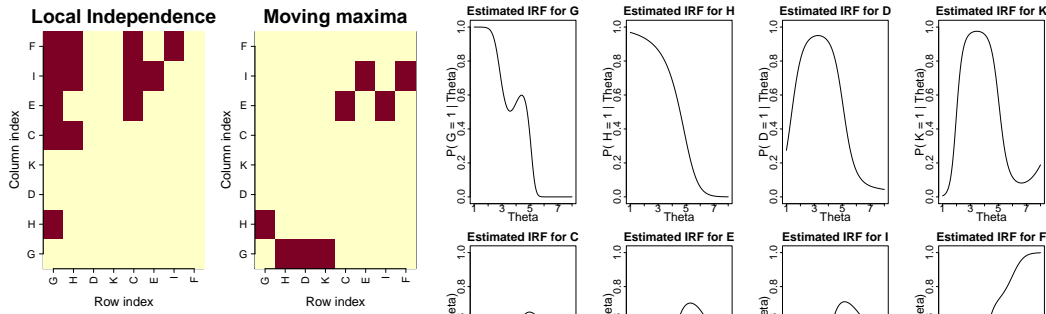 Local Independence
Column index
F
I
E
C
K
D
H
G
G H D K C E I F
Row index
Moving maxima
Column index
F
I
E
C
K
D
H
G
G H D K C E I F
Row index
Estimated IRF for G
P( G = 1 | Theta)
1.0
0.8
0.6
0.4
0.2
0.0
1 3 5 7
Theta
Estimated IRF for H
P( H = 1 | Theta)
1.0
0.8
0.6
0.4
0.2
0.0
1 3 5 7
Theta
Estimated IRF for D
P( D = 1 | Theta)
1.0
0.8
0.6
0.4
0.2
0.0
1 3 5 7
Theta
Estimated IRF for K
P( K = 1 | Theta)
1.0
0.8
0.6
0.4
0.2
0.0
1 3 5 7
Theta
Estimated IRF for C
1.0
0.8
Estimated IRF for E
1.0
0.8
Estimated IRF for I
1.0
0.8
Estimated IRF for F
1.0
0.8